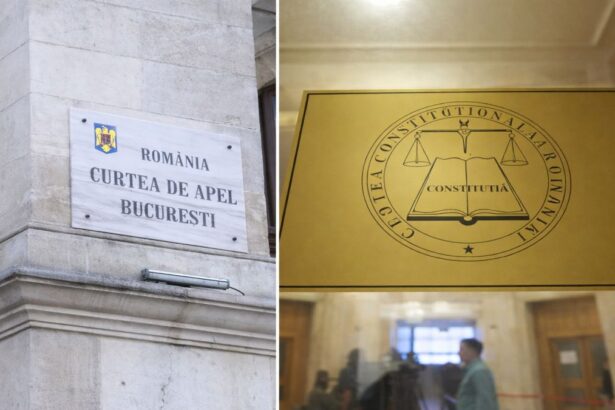 ROMÂNIA
CURTEA DE APEL
BUCUREȘTI
CURTEA CONSTITUȚIONALĂ A ROMÂNIEI
CONSTITUȚIA